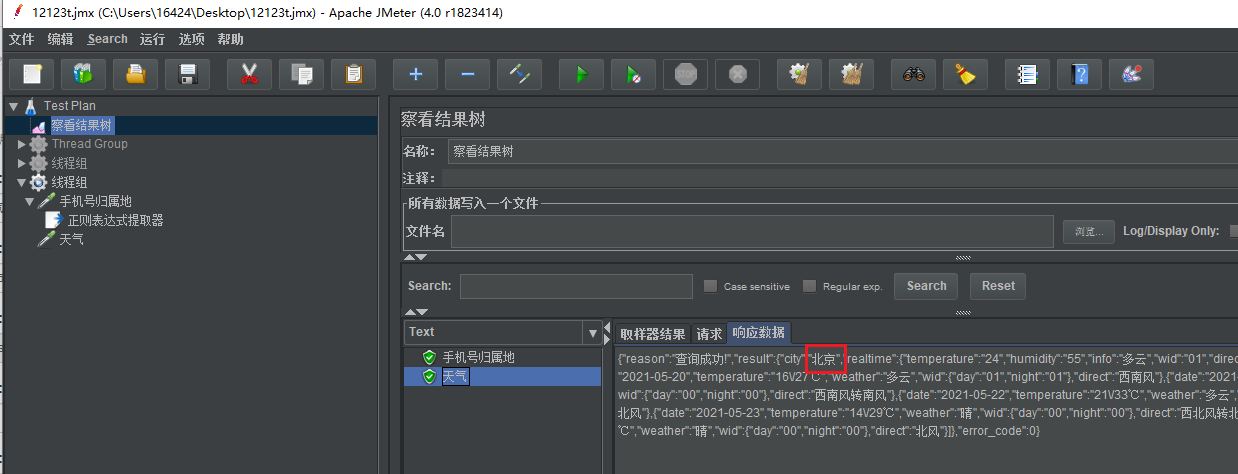 12123t.jmx (C:\Users\16424\Desktop\12123t.jmx) - Apache JMeter (4.0 r1823414)
文件 编辑 Search 运行 选项 帮助
STOP
Test Plan
察看结果树
Thread Group
线程组
线程组
手机号归属地
正则表达式提取器
天气
察看结果树
名称: 察看结果树
注释:
所有数据写入一个文件
文件名 浏览... Log/Display Only:
Search: Case sensitive Regular exp. Search Reset
Text
手机号归属地
天气
取样器结果 请求 响应数据
{"reason":"查询成功!","result":{"city":"北京","realtime":{"temperature":"24","humidity":"55","info":"多云","wid":"01","direc
"2021-05-20","temperature":"16\/27℃","weather":"多云","wid":{"day":"01","night":"01"},"direct":"西南风"},{"date":"2021-
wid":{"day":"00","night":"00"},"direct":"西南风转南风"},{"date":"2021-05-22","temperature":"21\/33℃","weather":"多云",
北风"},{"date":"2021-05-23","temperature":"14\/29℃","weather":"晴","wid":{"day":"00","night":"00"},"direct":"西北风转北
℃","weather":"晴","wid":{"day":"00","night":"00"},"direct":"北风"}]},"error_code":0}